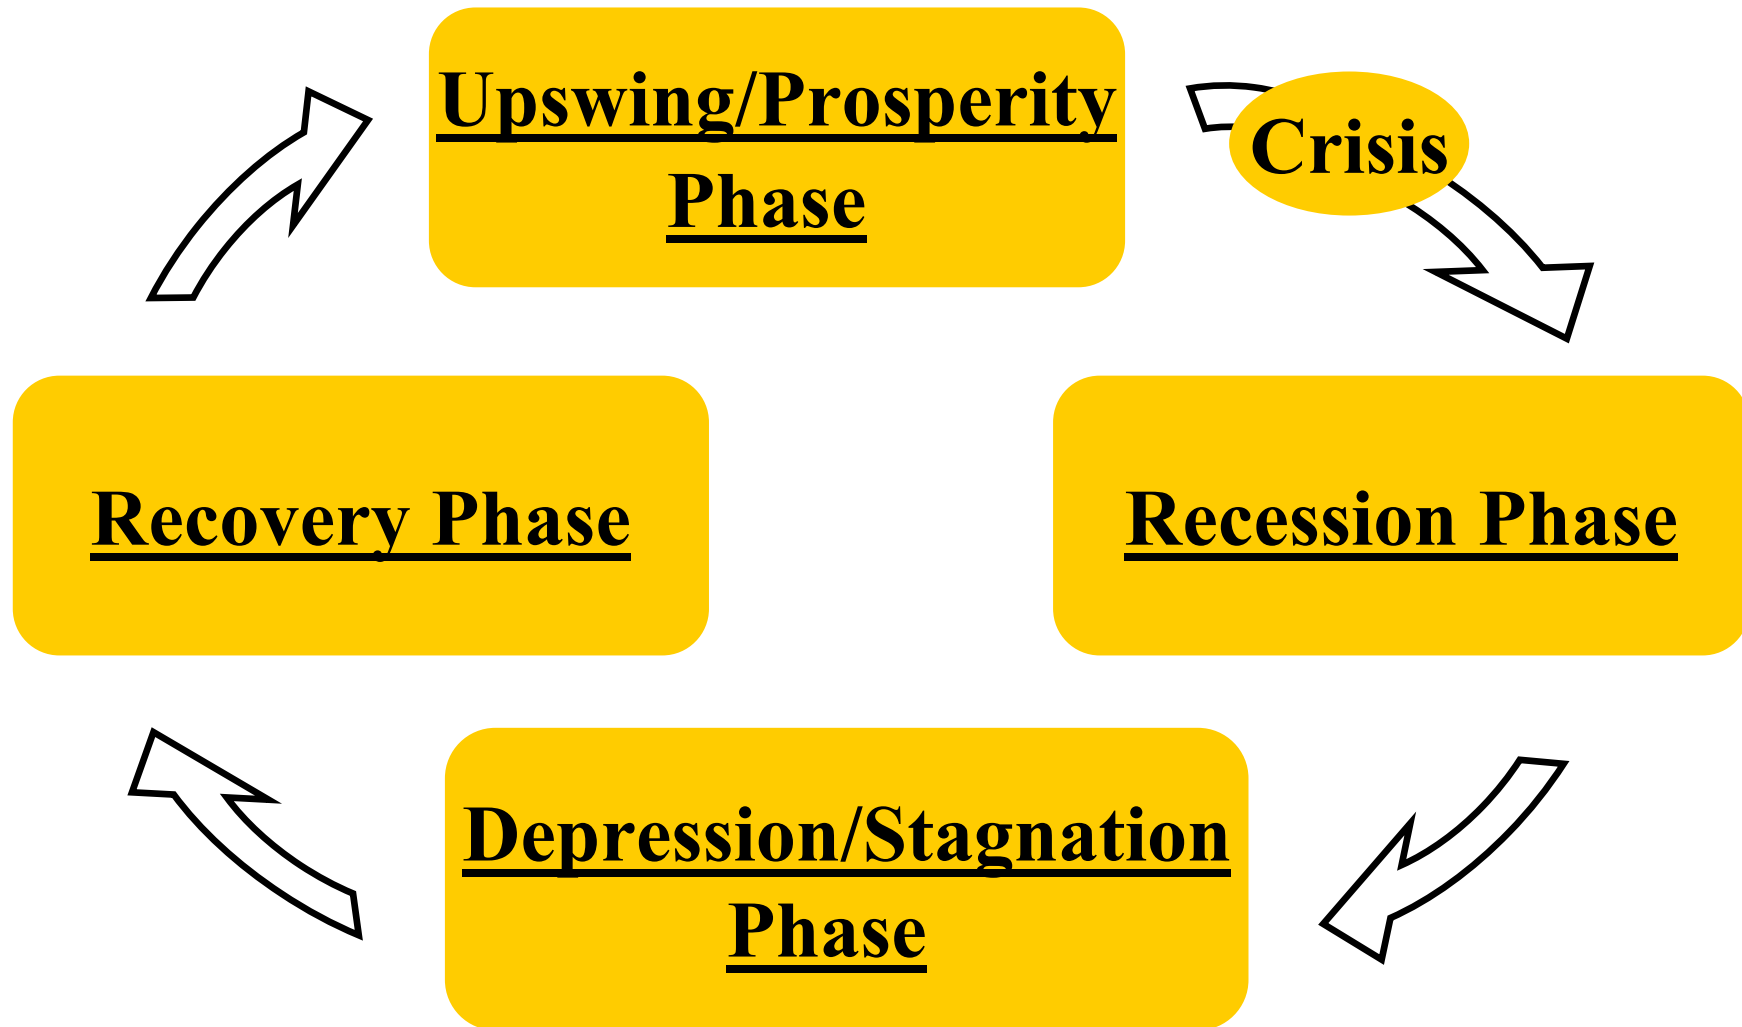 Upswing/Prosperity
Phase
Crisis
Recovery Phase
Recession Phase
Depression/Stagnation
Phase